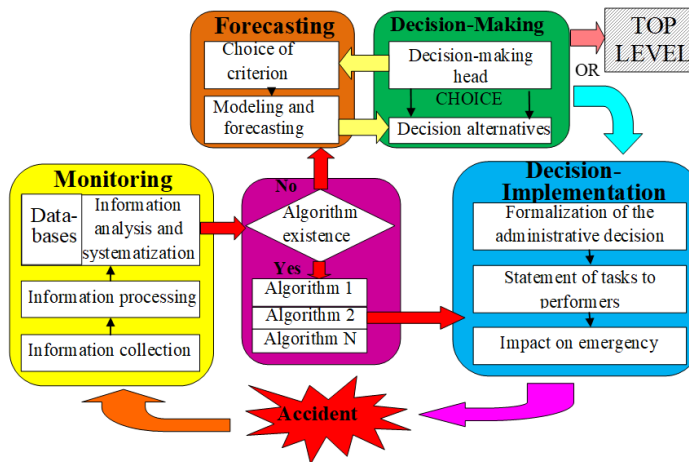 Forecasting
Choice of
criterion
Modeling and
forecasting
Decision-Making
Decision-making
head
CHOICE
Decision alternatives
TOP
LEVEL
OR
Monitoring
Data-
bases
Information
analysis and
systematization
Information processing
Information collection
No
Algorithm
existence
Yes
Algorithm 1
Algorithm 2
Algorithm N
Decision-
Implementation
Formalization of the
administrative decision
Statement of tasks to
performers
Impact on emergency
Accident